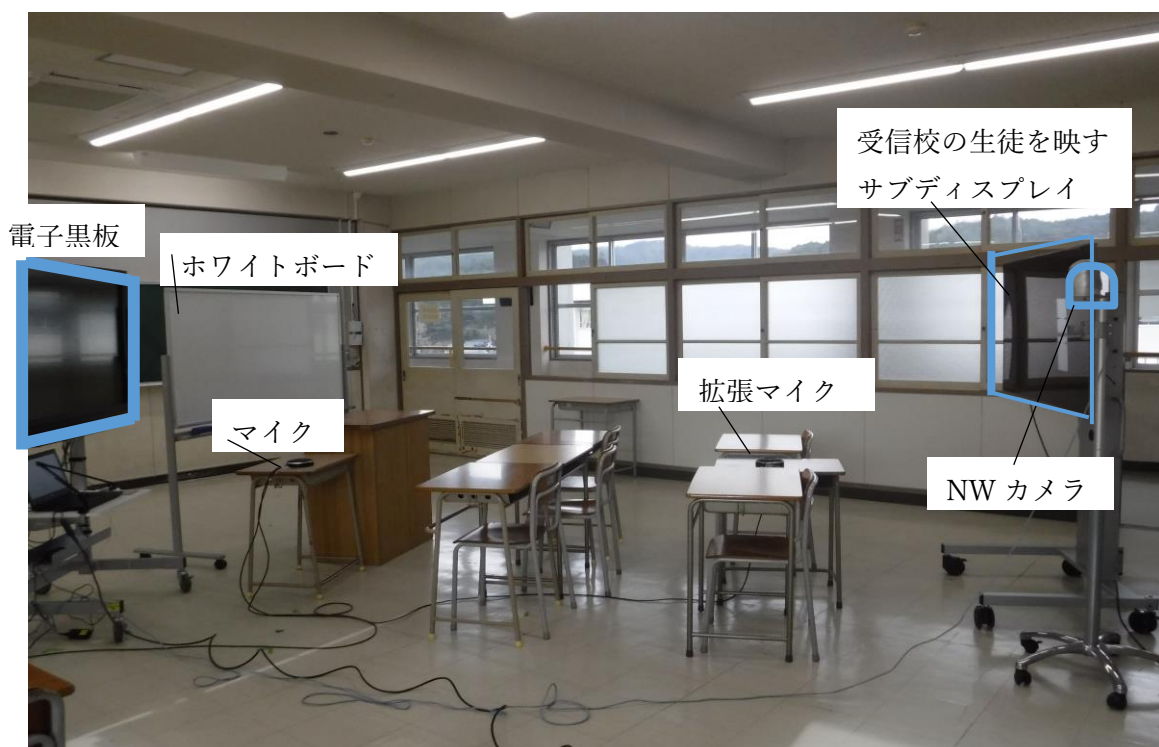 受信校の生徒を映す
サブディスプレイ
電子黒板
ホワイトボード
拡張マイク
マイク
NW カメラ